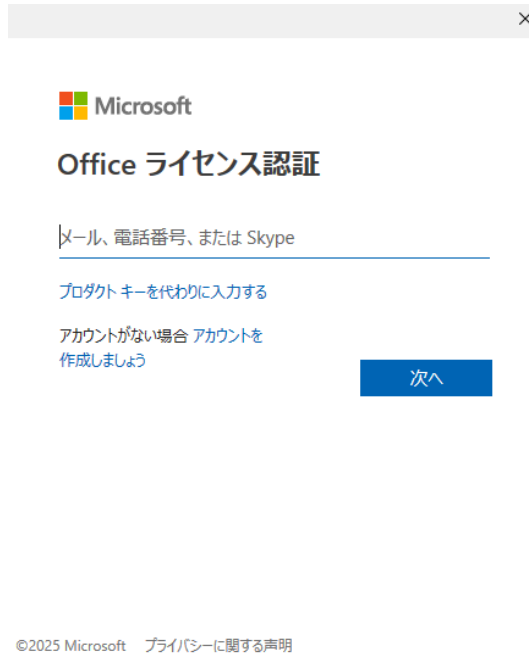 Microsoft
Office ライセンス認証
メール、電話番号、または Skype
プロダクト キーを代わりに入力する
アカウントがない場合 アカウントを
作成しましょう
次へ
©2025 Microsoft プライバシーに関する声明